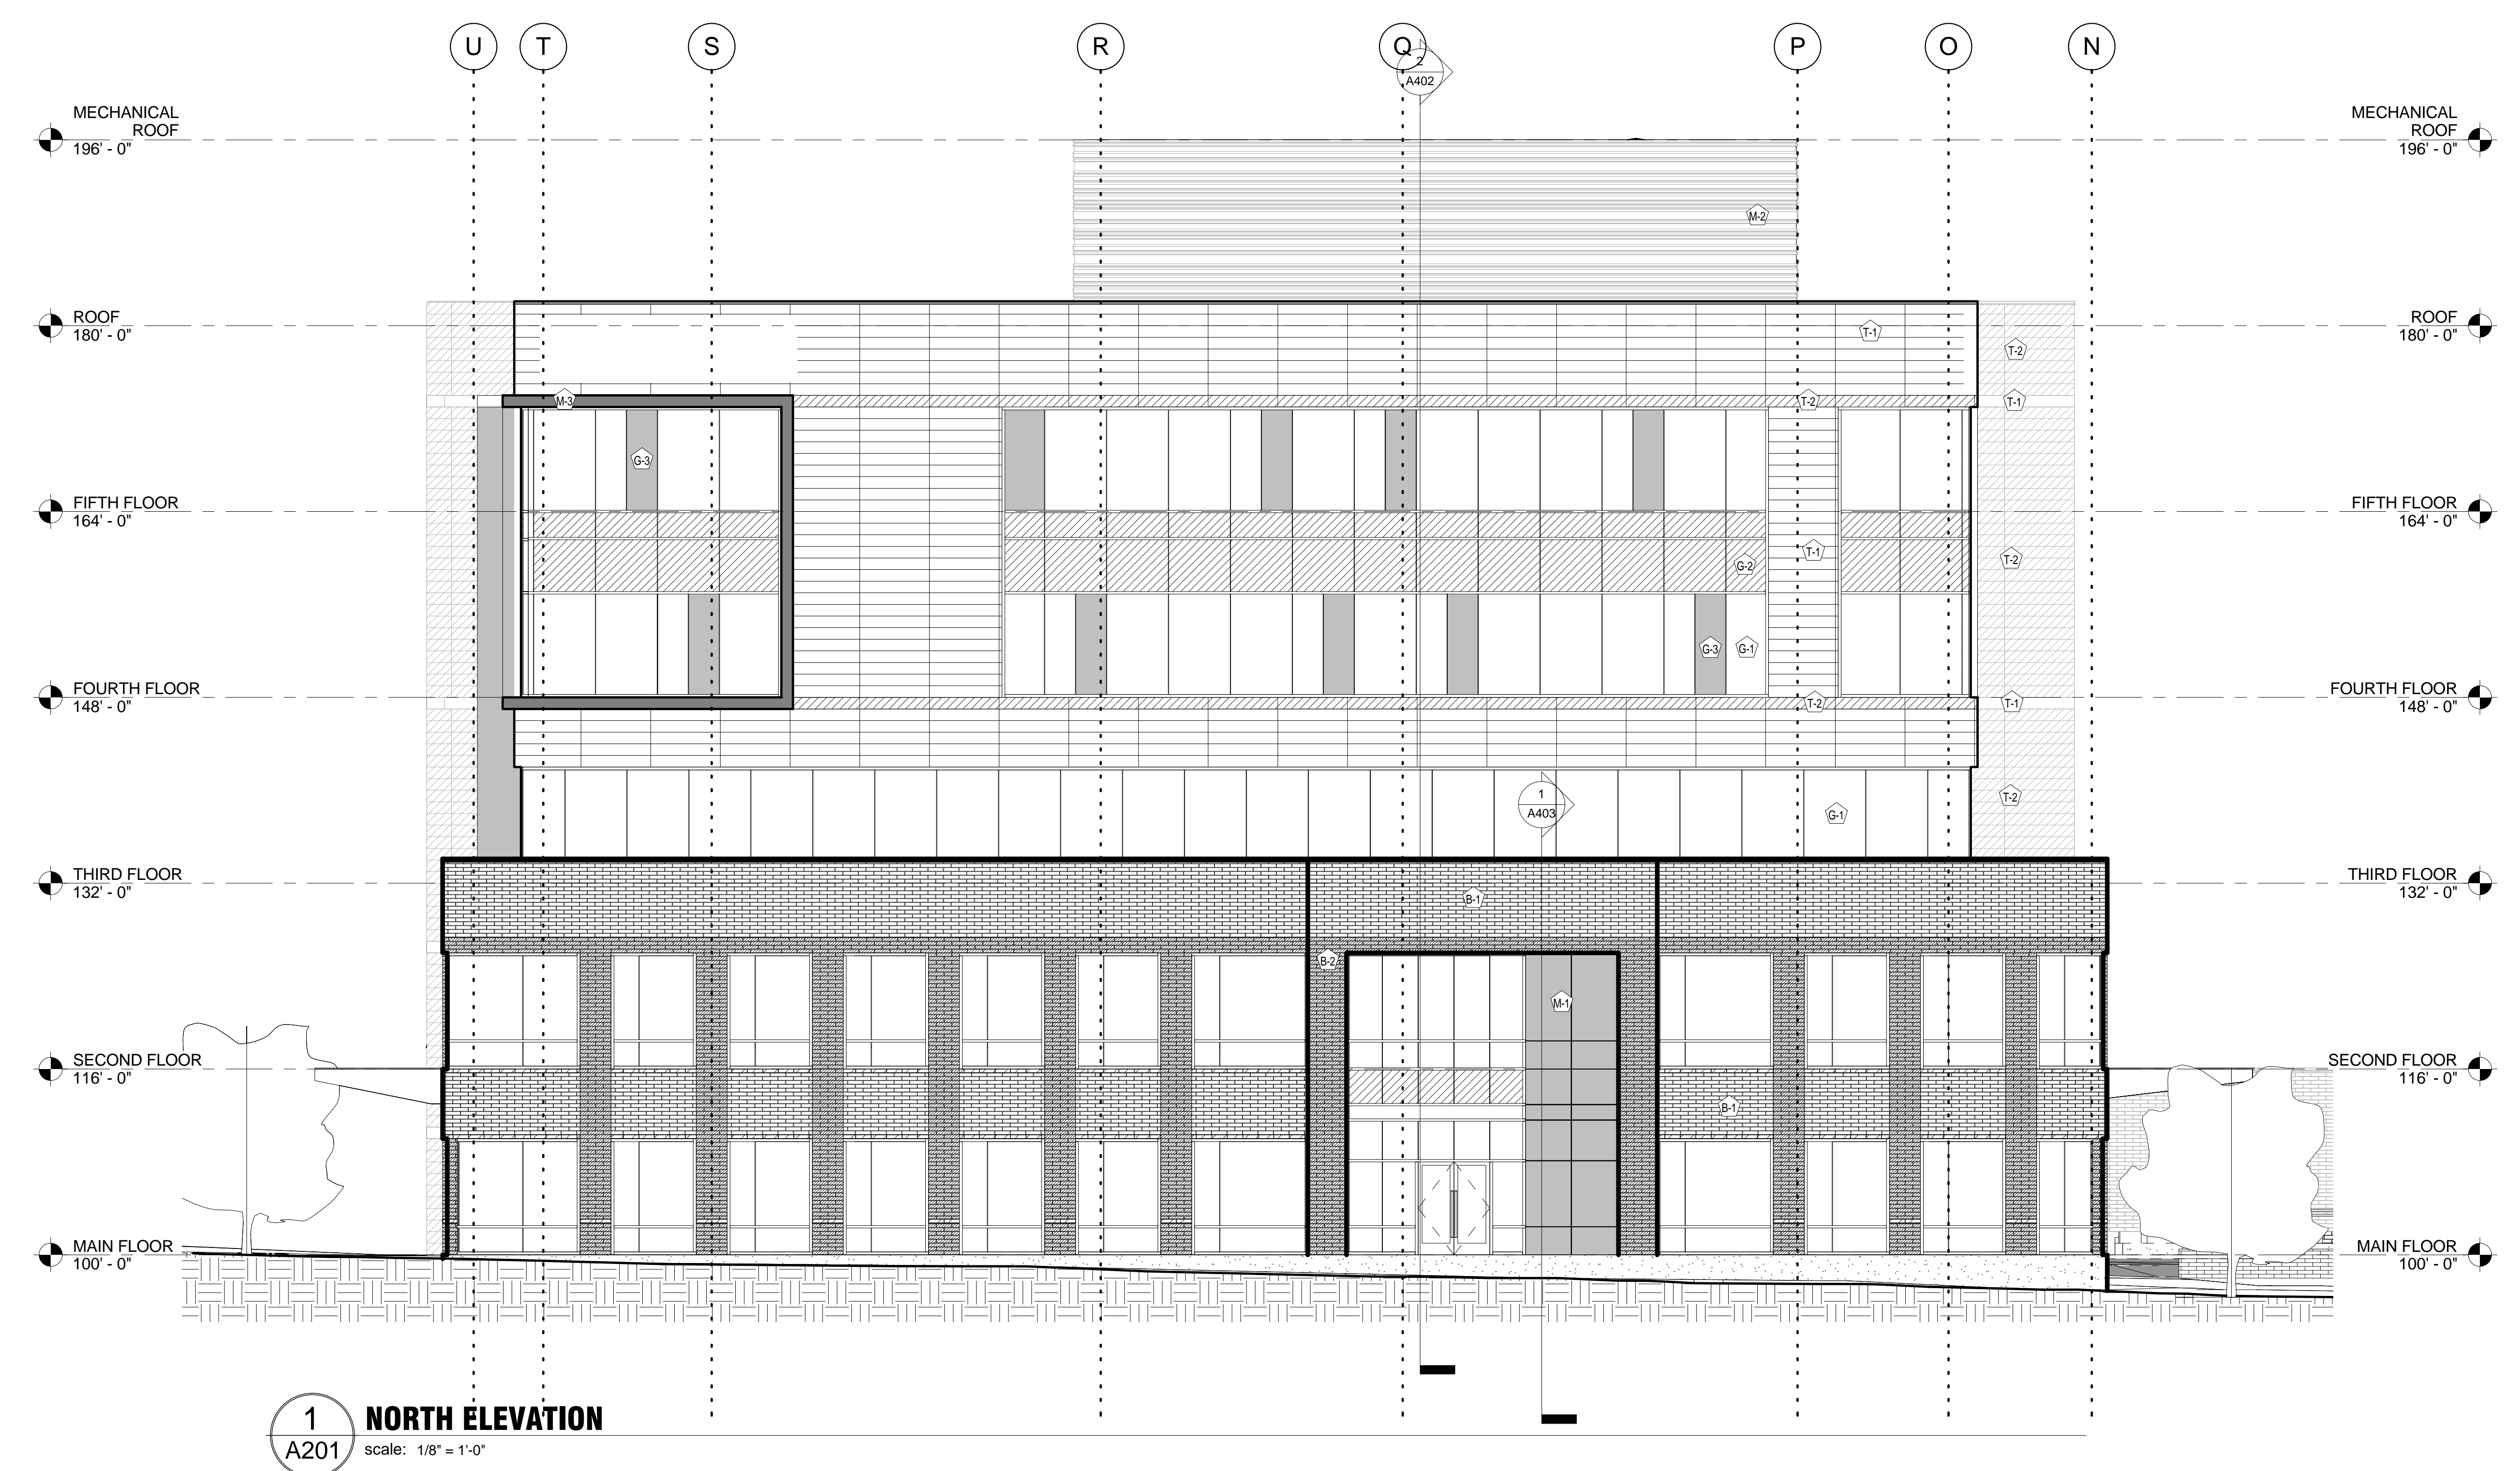 U T S R Q P O N
2
A402
MECHANICAL
ROOF
196' - 0"
MECHANICAL
ROOF
196' - 0"
M-2
ROOF
180' - 0"
T-1
T-2
ROOF
180' - 0"
M-3
T-2
T-1
G-3
FIFTH FLOOR
164' - 0"
FIFTH FLOOR
164' - 0"
T-1
G-2
T-2
G-3
G-1
FOURTH FLOOR
148' - 0"
T-2
T-1
FOURTH FLOOR
148' - 0"
1
A403
G-1
T-2
THIRD FLOOR
132' - 0"
B-1
THIRD FLOOR
132' - 0"
B-2
M-1
SECOND FLOOR
116' - 0"
B-1
SECOND FLOOR
116' - 0"
MAIN FLOOR
100' - 0"
MAIN FLOOR
100' - 0"
1
A201
NORTH ELEVATION
scale: 1/8" = 1'-0"